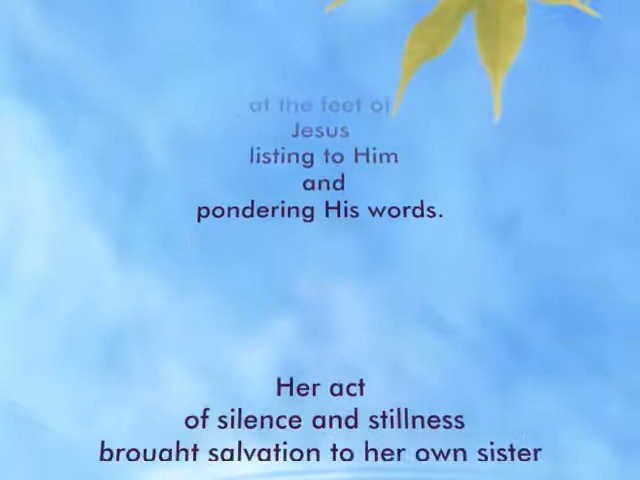 at the feet of
Jesus
listing to Him
and
pondering His words.
Her act
of silence and stillness
brought salvation to her own sister